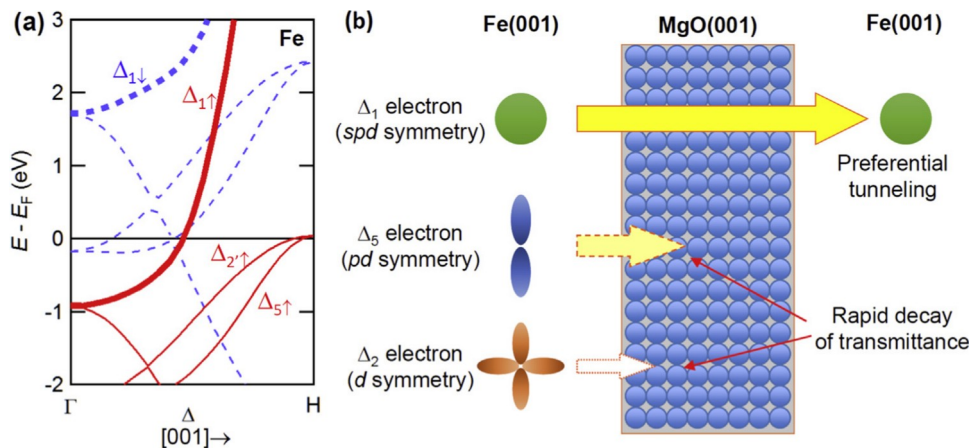 (a)
Fe
3
2
1
0
-1
-2
E - E_F (eV)
Δ1↓
Δ1↑
Δ2'↑
Δ5↑
Γ
Δ
H
[001]→
(b)
Fe(001)
MgO(001)
Fe(001)
Δ1 electron
(spd symmetry)
Preferential
tunneling
Δ5 electron
(pd symmetry)
Rapid decay
of transmittance
Δ2 electron
(d symmetry)